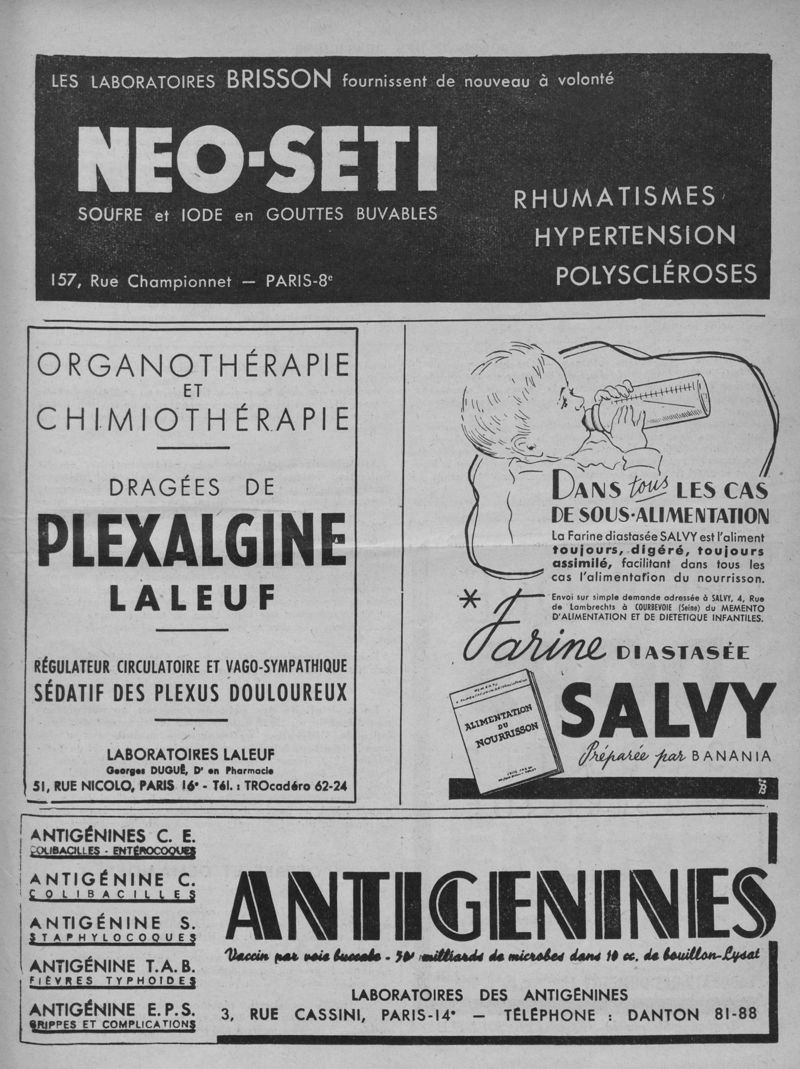 LES LABORATOIRES BRISSON fournissent de nouveau à volonté
NEO-SETI
SOUFRE et IODE en GOUTTES BUVABLES
RHUMATISMES
HYPERTENSION
POLYSCLÉROSES
157, Rue Championnet — PARIS-8e
ORGANOTHÉRAPIE
ET
CHIMIOTHÉRAPIE
DRAGÉES DE
PLEXALGINE
LALEUF
RÉGULATEUR CIRCULATOIRE ET VAGO-SYMPATHIQUE
SÉDATIF DES PLEXUS DOULOUREUX
LABORATOIRES LALEUF
Georges DUGUÉ, Dr en Pharmacie
51, RUE NICOLO, PARIS 16e - Tél. : TROcadéro 62-24
DANS tous LES CAS
DE SOUS-ALIMENTATION
La Farine diastasée SALVY est l'aliment
toujours, digéré, toujours
assimilé, facilitant dans tous les
cas l'alimentation du nourrisson.
* Envoi sur simple demande adressée à SALVY, 4, Rue
de Lambrechts à COURBEVOIE (Seine) du MEMENTO
D'ALIMENTATION ET DE DIETETIQUE INFANTILES.
Farine DIASTASÉE
SALVY
Préparée par BANANIA
ALIMENTATION
DU
NOURRISSON
ANTIGÉNINES C. E.
COLIBACILLES - ENTÉROCOQUES
ANTIGÉNINE C.
COLIBACILLES
ANTIGÉNINE S.
STAPHYLOCOQUES
ANTIGÉNINE T.A.B.
FIÈVRES TYPHOIDES
ANTIGÉNINE E.P.S.
GRIPPES ET COMPLICATIONS
ANTIGENINES
Vaccin par voie buccale - 50 milliards de microbes dans 10 cc. de bouillon-Lysat
LABORATOIRES DES ANTIGÉNINES
3, RUE CASSINI, PARIS-14e — TÉLÉPHONE : DANTON 81-88